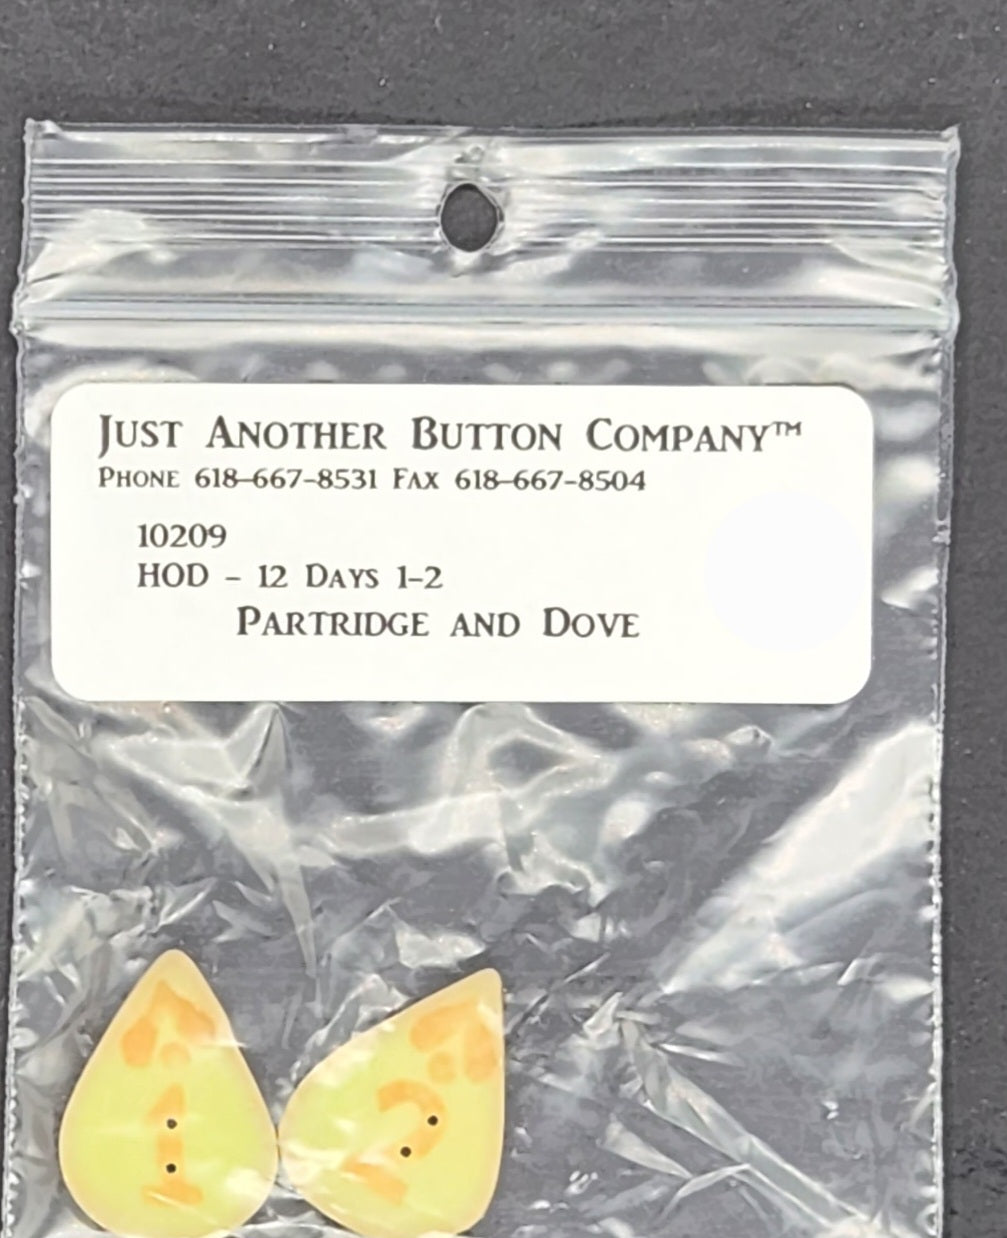 Just Another Button Company™
Phone 618-667-8531 Fax 618-667-8504
10209
HOD - 12 Days 1-2
Partridge and Dove
1 2